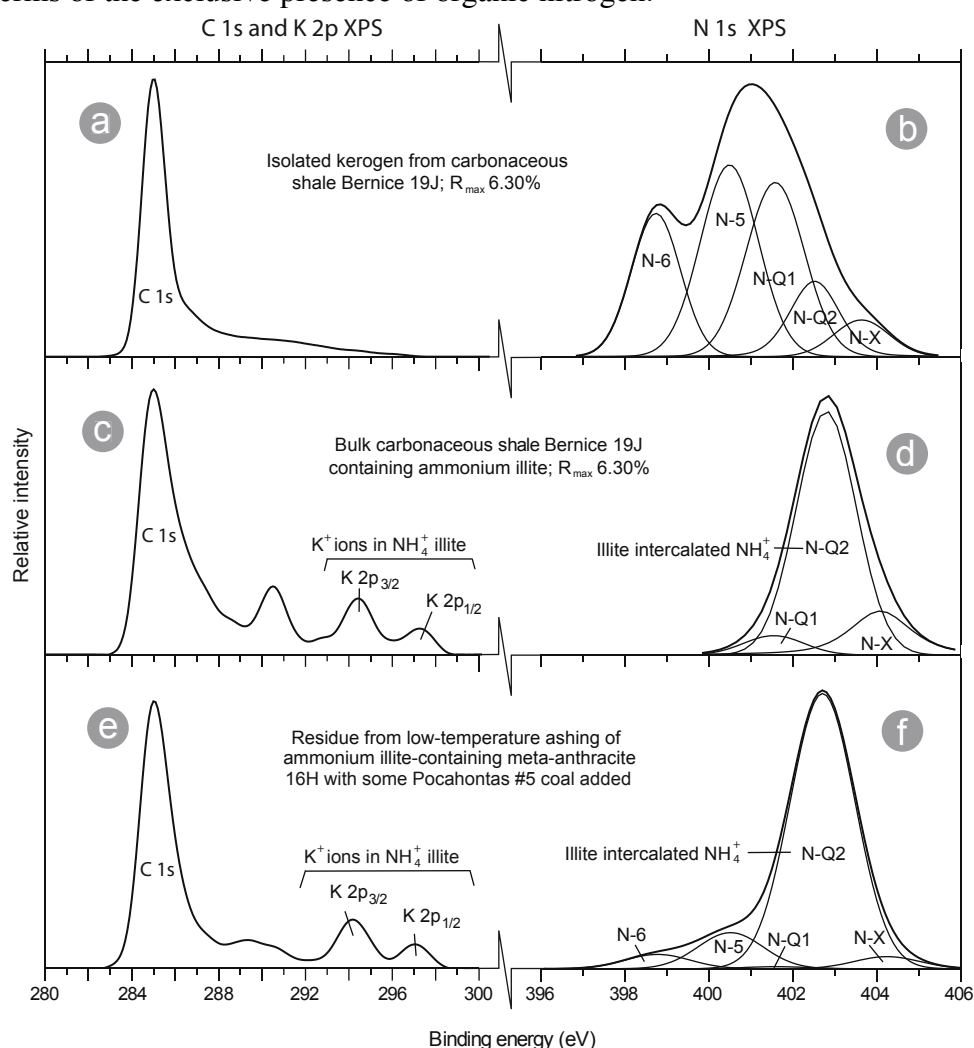 erms of the exclusive presence of organic nitrogen.
C 1s and K 2p XPS
N 1s XPS
a
b
Isolated kerogen from carbonaceous
shale Bernice 19J; Rmax 6.30%
C 1s
N-6
N-5
N-Q1
N-Q2
N-X
c
d
Bulk carbonaceous shale Bernice 19J
containing ammonium illite; Rmax 6.30%
C 1s
K+ ions in NH4+ illite
K 2p3/2
K 2p1/2
Illite intercalated NH4+
N-Q2
N-Q1
N-X
e
f
Residue from low-temperature ashing of
ammonium illite-containing meta-anthracite
16H with some Pocahontas #5 coal added
C 1s
K+ ions in NH4+ illite
K 2p3/2
K 2p1/2
Illite intercalated NH4+
N-Q2
N-6
N-5
N-Q1
N-X
Relative intensity
280 284 288 292 296 300 396 398 400 402 404 406
Binding energy (eV)